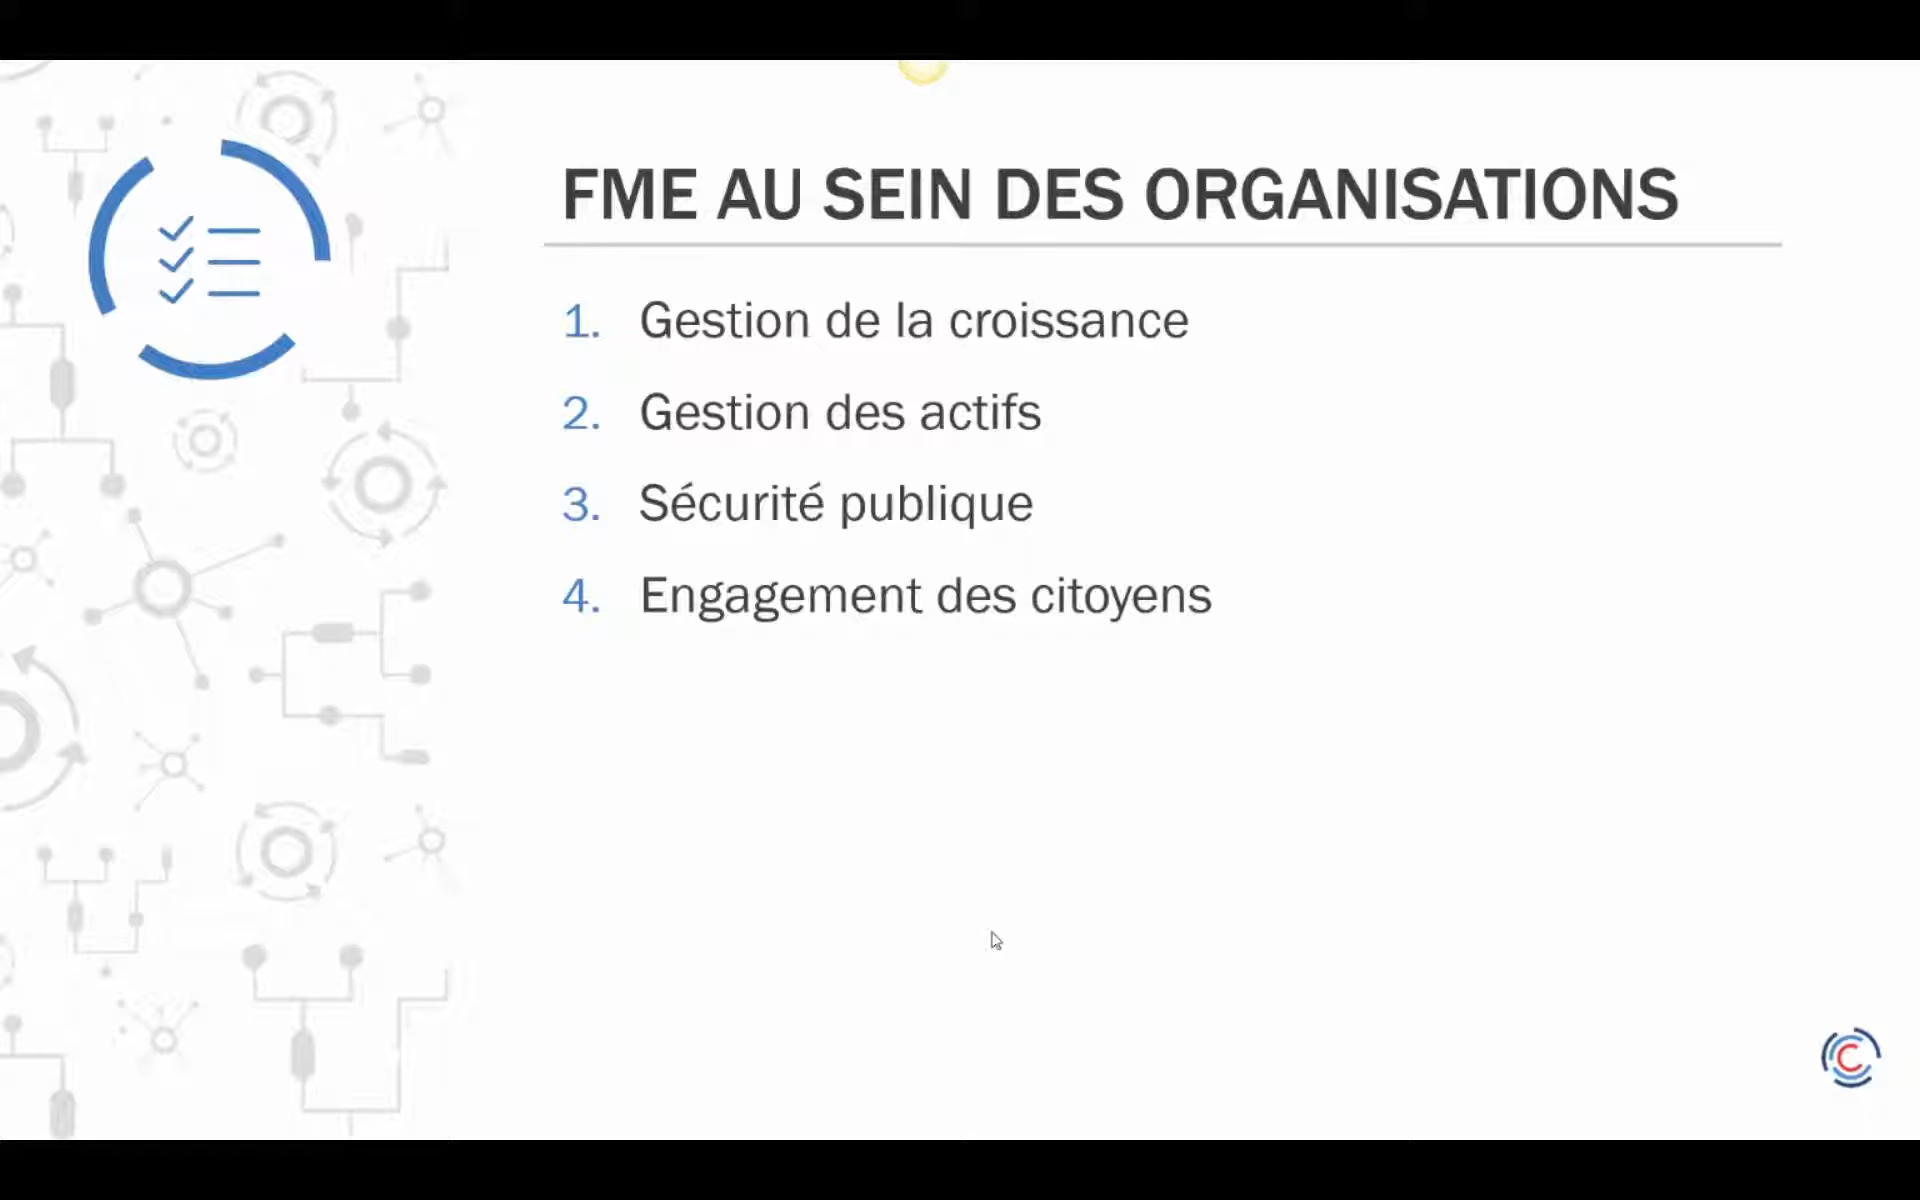 FME AU SEIN DES ORGANISATIONS
1. Gestion de la croissance
2. Gestion des actifs
3. Sécurité publique
4. Engagement des citoyens